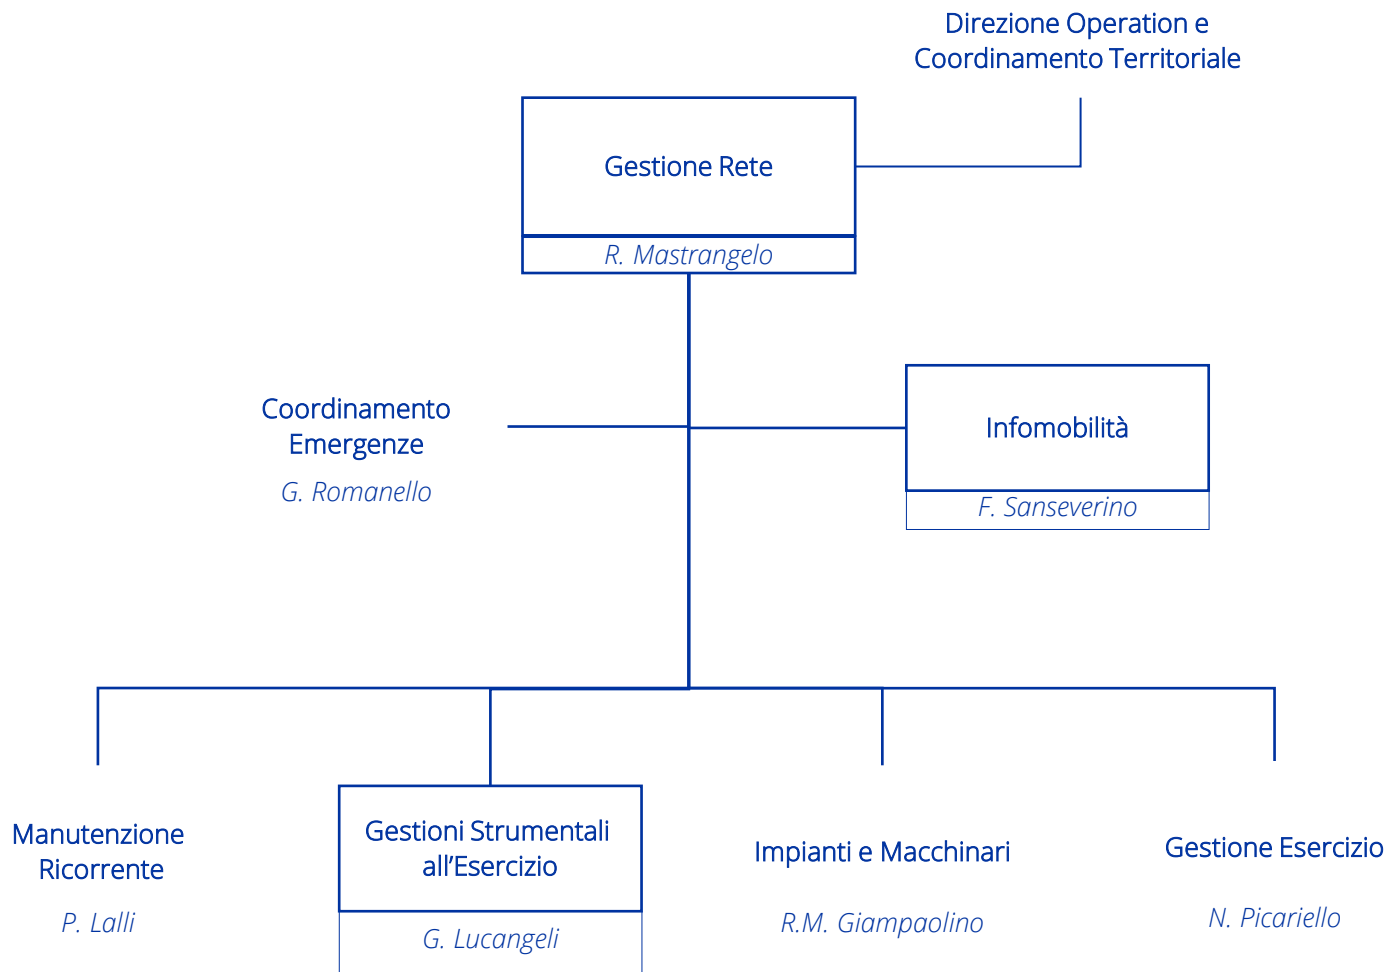 Direzione Operation e
Coordinamento Territoriale
Gestione Rete
R. Mastrangelo
Coordinamento
Emergenze
G. Romanello
Infomobilità
F. Sanseverino
Manutenzione
Ricorrente
P. Lalli
Gestioni Strumentali
all’Esercizio
G. Lucangeli
Impianti e Macchinari
R.M. Giampaolino
Gestione Esercizio
N. Picariello